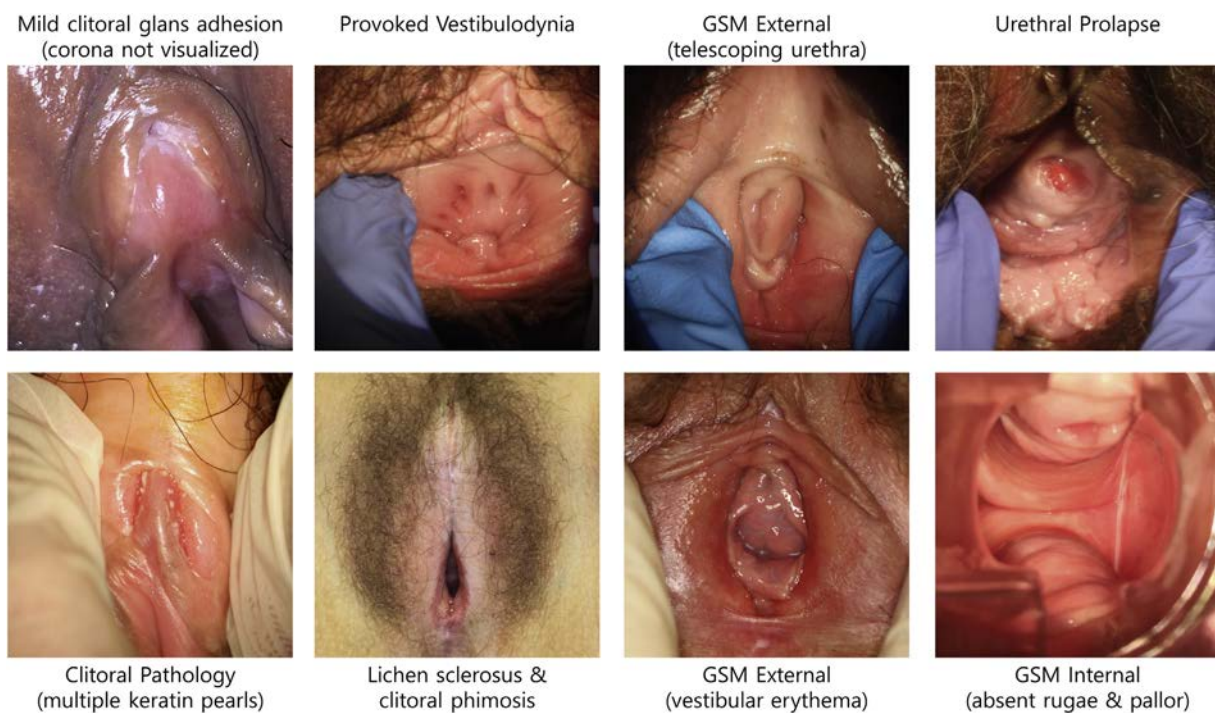 Mild clitoral glans adhesion
(corona not visualized)
Provoked Vestibulodynia
GSM External
(telescoping urethra)
Urethral Prolapse
Clitoral Pathology
(multiple keratin pearls)
Lichen sclerosus &
clitoral phimosis
GSM External
(vestibular erythema)
GSM Internal
(absent rugae & pallor)